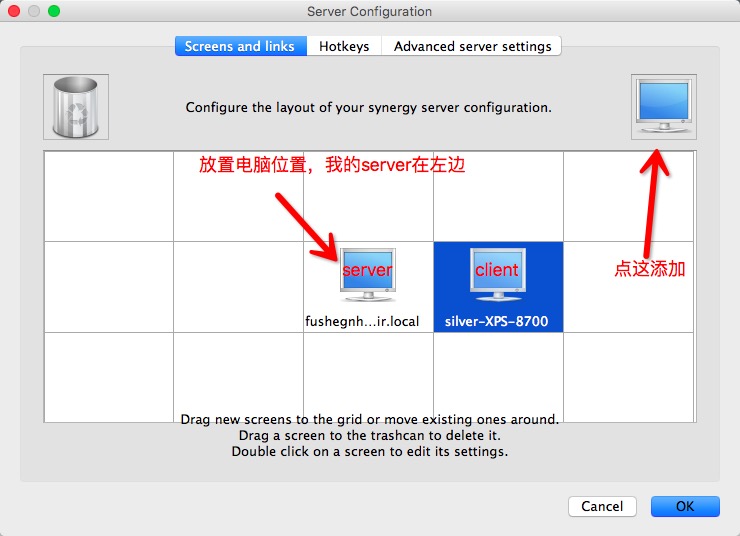 Server Configuration
Screens and links Hotkeys Advanced server settings
Configure the layout of your synergy server configuration.
放置电脑位置，我的server在左边
点这添加
server client
fushegnh...ir.local silver-XPS-8700
Drag new screens to the grid or move existing ones around.
Drag a screen to the trashcan to delete it.
Double click on a screen to edit its settings.
Cancel OK